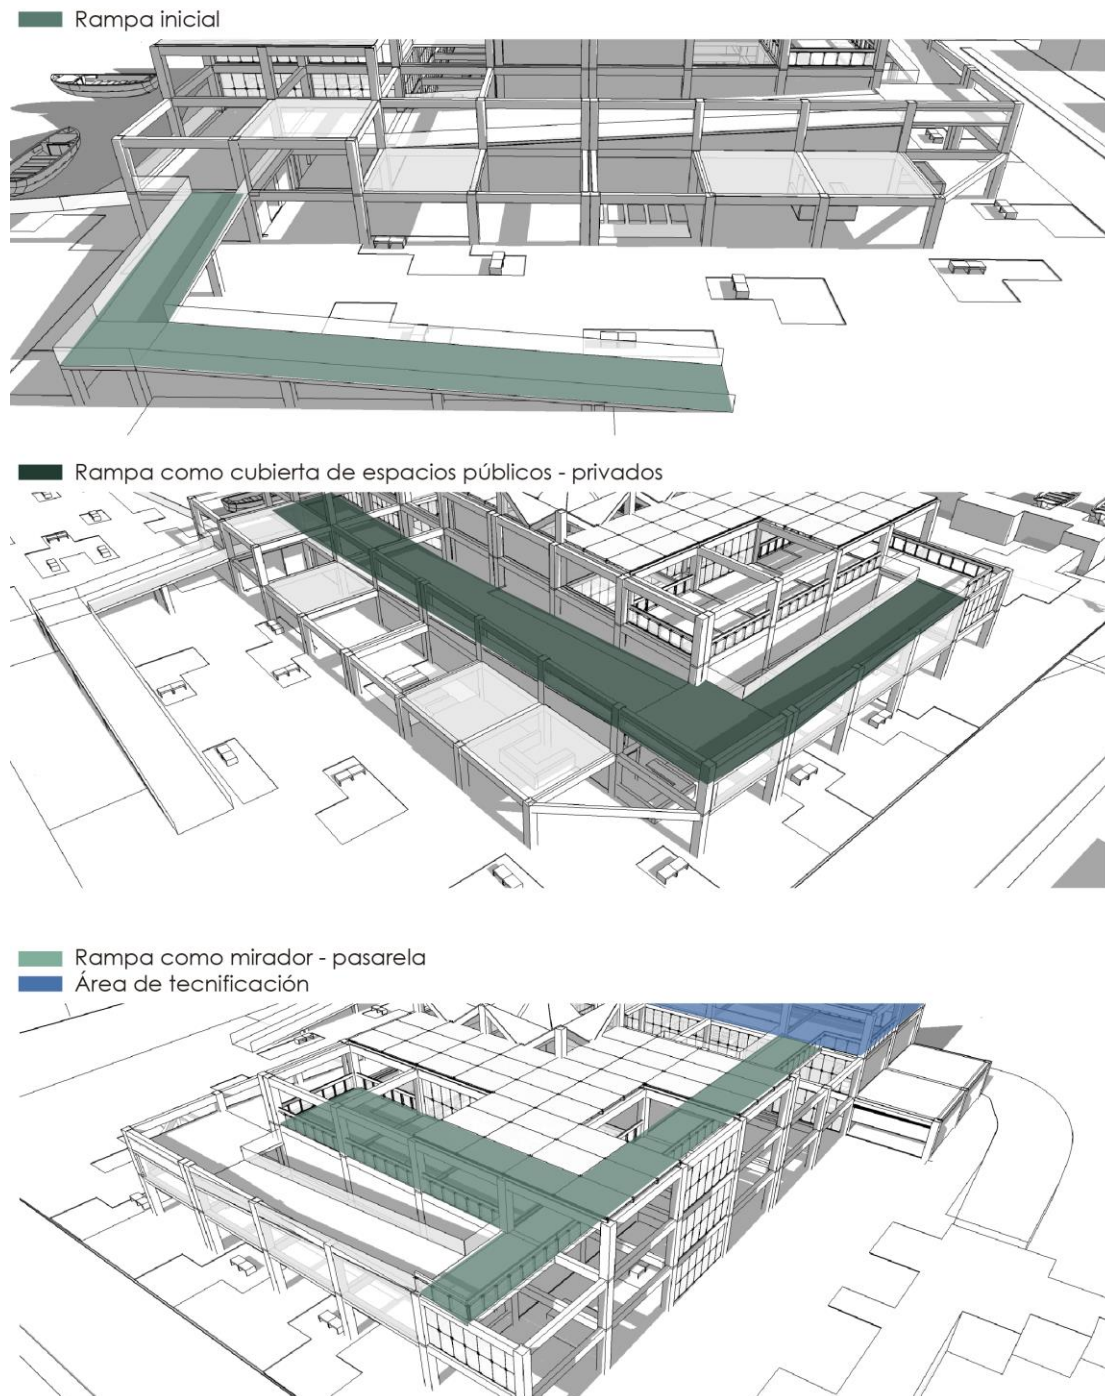 Rampa inicial
Rampa como cubierta de espacios públicos - privados
Rampa como mirador - pasarela
Área de tecnificación